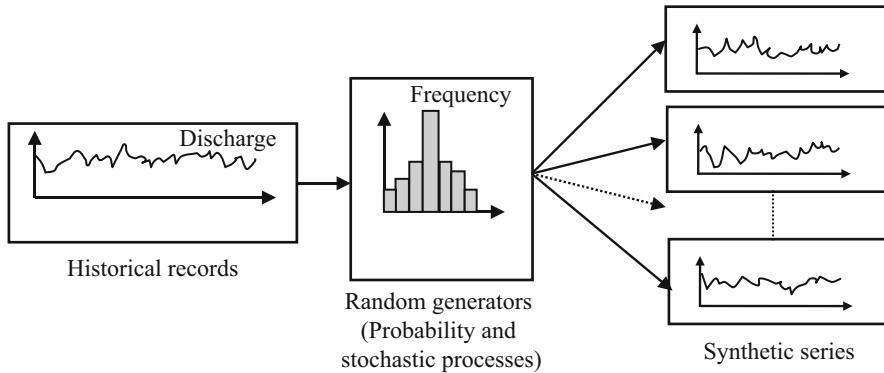 Discharge
Historical records
Frequency
Random generators
(Probability and
stochastic processes)
Synthetic series